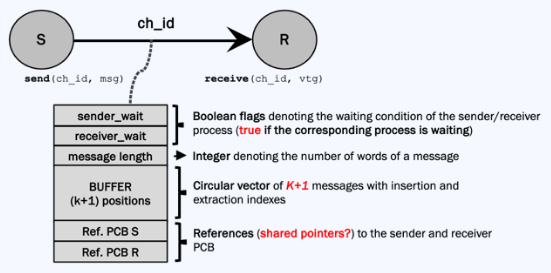 ch_id
S
R
send(ch_id, msg)
receive(ch_id, vtg)
sender_wait
receiver_wait
Boolean flags denoting the waiting condition of the sender/receiver
process (true if the corresponding process is waiting)
message length
Integer denoting the number of words of a message
BUFFER
(k+1) positions
Circular vector of K+1 messages with insertion and
extraction indexes
Ref. PCB S
Ref. PCB R
References (shared pointers?) to the sender and receiver
PCB